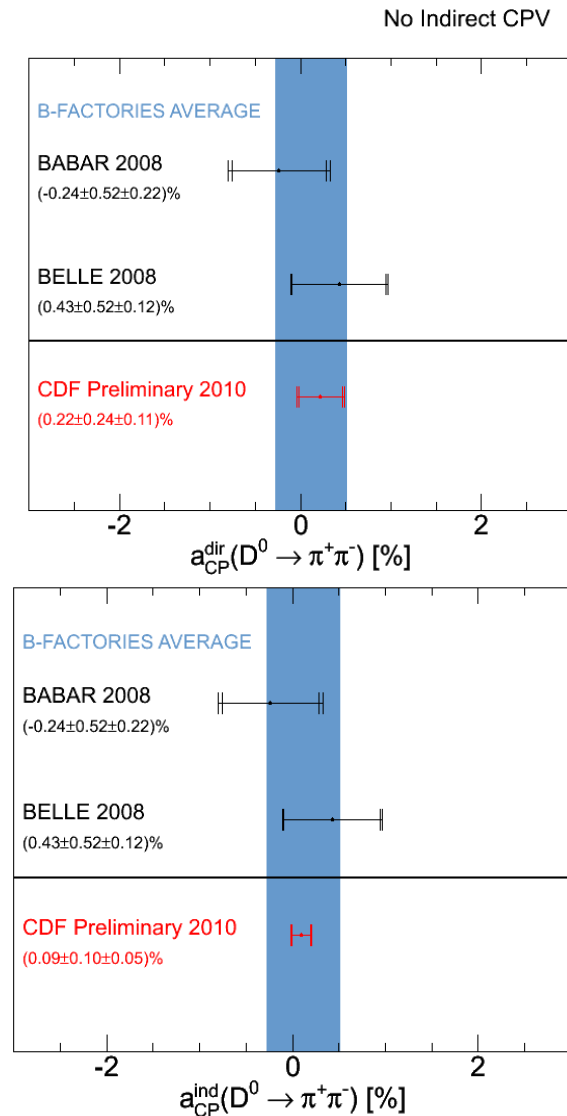 No Indirect CPV
B-FACTORIES AVERAGE
BABAR 2008
(-0.24±0.52±0.22)%
BELLE 2008
(0.43±0.52±0.12)%
CDF Preliminary 2010
(0.22±0.24±0.11)%
-2 0 2
a_CP^dir(D^0 → π^+π^-) [%]
B-FACTORIES AVERAGE
BABAR 2008
(-0.24±0.52±0.22)%
BELLE 2008
(0.43±0.52±0.12)%
CDF Preliminary 2010
(0.09±0.10±0.05)%
-2 0 2
a_CP^ind(D^0 → π^+π^-) [%]